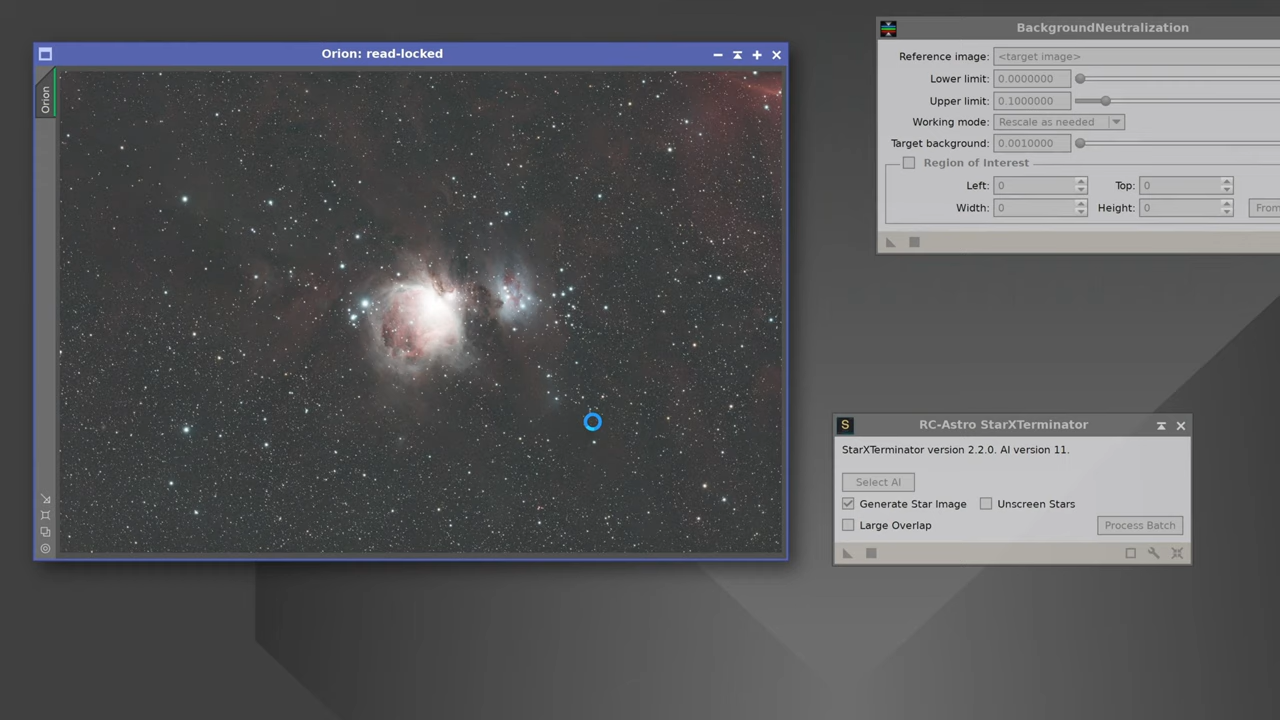 Orion: read-locked
Orion
BackgroundNeutralization
Reference image: <target image>
Lower limit: 0.0000000
Upper limit: 0.1000000
Working mode: Rescale as needed
Target background: 0.0010000
Region of Interest
Left: 0 Top: 0
Width: 0 Height: 0 From
S RC-Astro StarXTerminator
StarXTerminator version 2.2.0. AI version 11.
Select AI
Generate Star Image Unscreen Stars
Large Overlap Process Batch